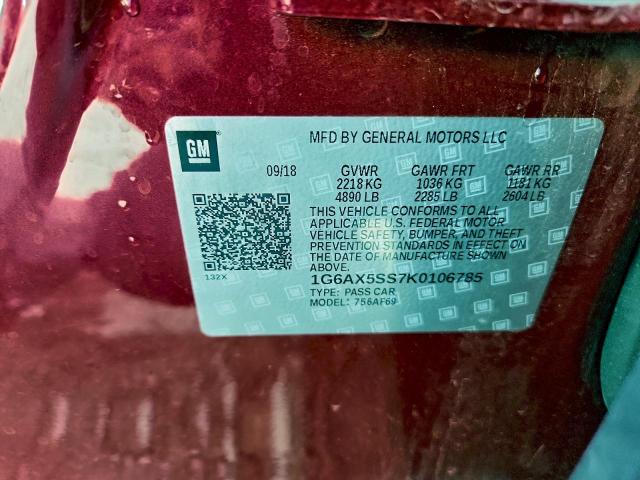 GM
MFD BY GENERAL MOTORS LLC
09/18 GVWR GAWR FRT GAWR RR
2218 KG 1036 KG 1181 KG
4890 LB 2285 LB 2604 LB
THIS VEHICLE CONFORMS TO ALL
APPLICABLE U.S. FEDERAL MOTOR
VEHICLE SAFETY, BUMPER, AND THEFT
PREVENTION STANDARDS IN EFFECT ON
THE DATE OF MANUFACTURE SHOWN
ABOVE.
132X
1G6AX5SS7K0106785
TYPE: PASS CAR
MODEL: 756AF69